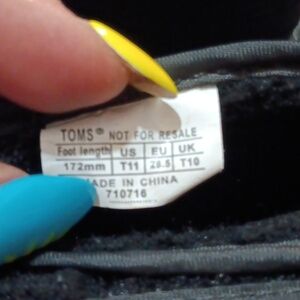 TOMS® NOT FOR RESALE
Foot length US EU UK
172mm T11 28.5 T10
MADE IN CHINA
710716